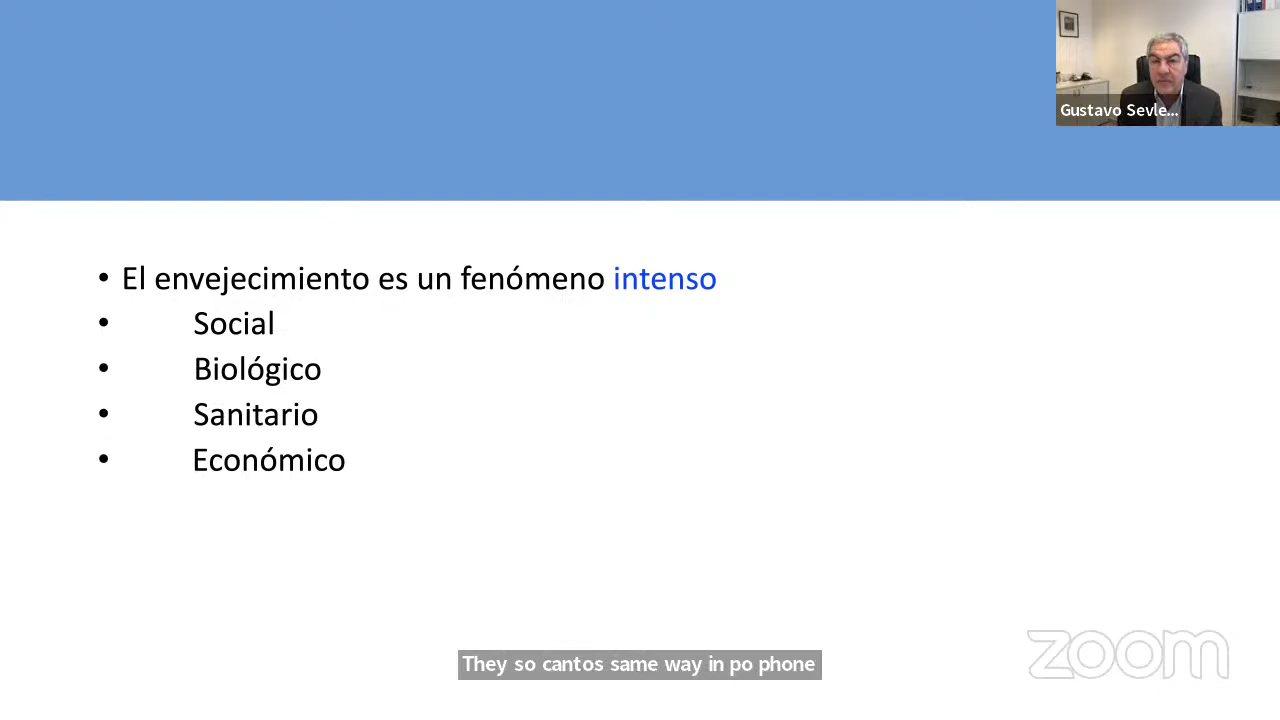 Gustavo Sevle...
• El envejecimiento es un fenómeno intenso
• Social
• Biológico
• Sanitario
• Económico
They so cantos same way in po phone
zoom